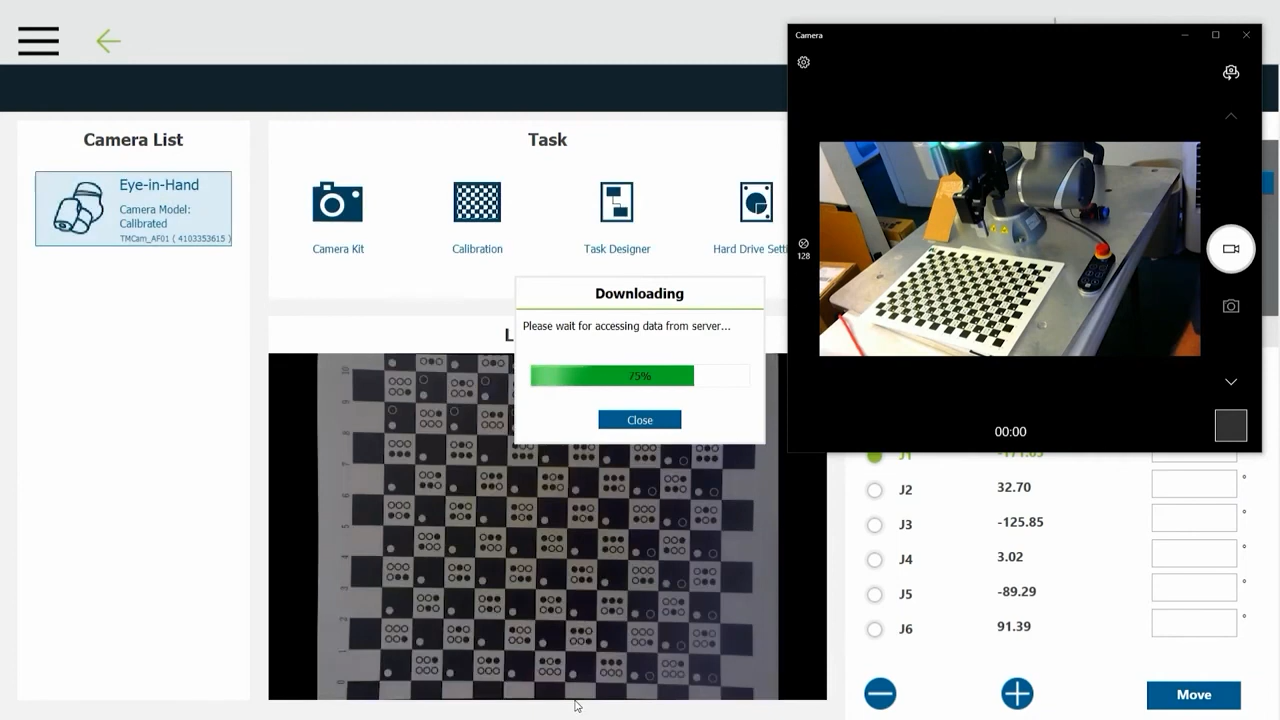 Camera
Camera List
Eye-in-Hand
Camera Model:
Calibrated
TMCam_AF01 ( 4103353615 )
Task
Camera Kit
Calibration
Task Designer
Hard Drive Setti
L
Downloading
Please wait for accessing data from server...
75%
Close
128
00:00
J1
J2 32.70 °
J3 -125.85 °
J4 3.02 °
J5 -89.29 °
J6 91.39 °
Move